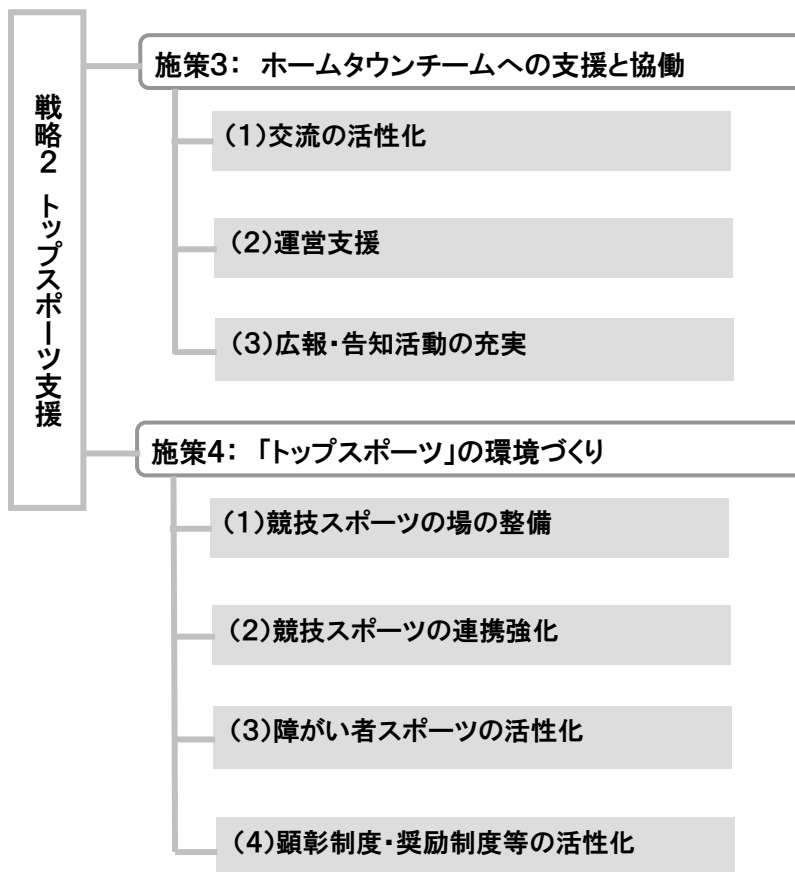 戦略2 トップスポーツ支援
施策3： ホームタウンチームへの支援と協働
（1）交流の活性化
（2）運営支援
（3）広報・告知活動の充実
施策4： 「トップスポーツ」の環境づくり
（1）競技スポーツの場の整備
（2）競技スポーツの連携強化
（3）障がい者スポーツの活性化
（4）顕彰制度・奨励制度等の活性化